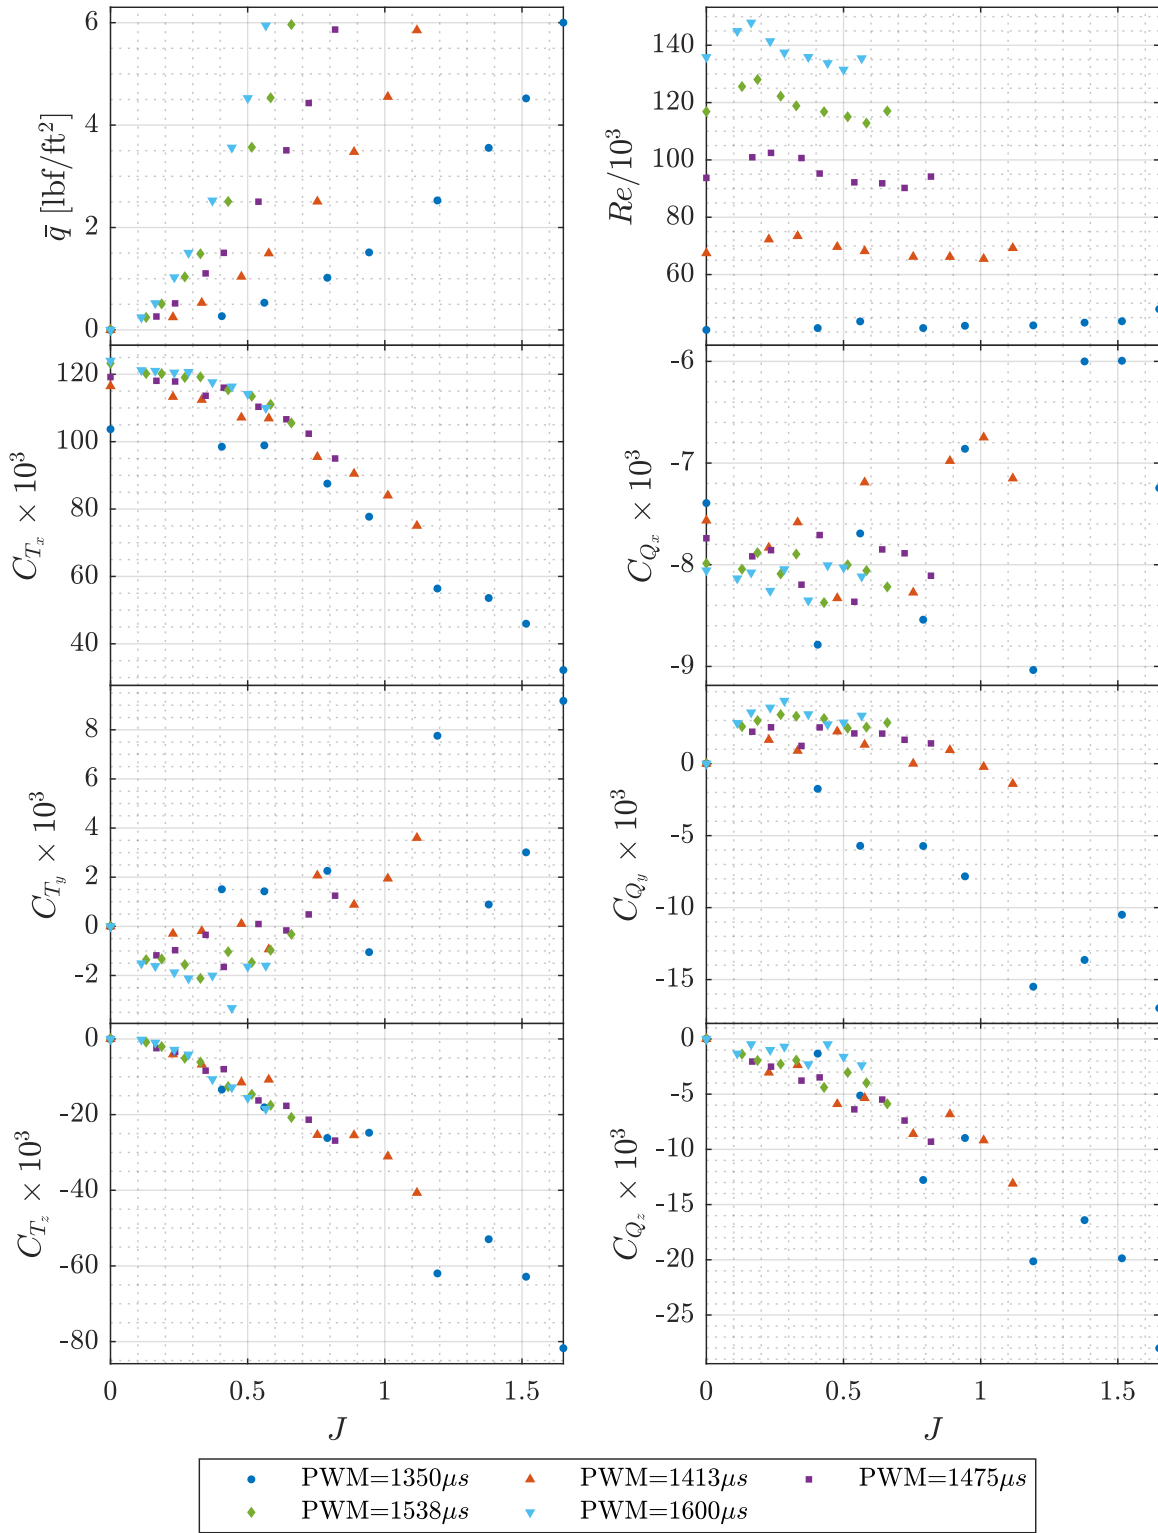 6
4
2
0
q̄ [lbf/ft²]
140
120
100
80
60
Re/10³
120
100
80
60
40
C_{T_x} × 10³
-6
-7
-8
-9
C_{Q_x} × 10³
8
6
4
2
0
-2
C_{T_y} × 10³
0
-5
-10
-15
C_{Q_y} × 10³
0
-20
-40
-60
-80
C_{T_z} × 10³
0
-5
-10
-15
-20
-25
C_{Q_z} × 10³
0 0.5 1 1.5
J
0 0.5 1 1.5
J
PWM=1350μs PWM=1413μs PWM=1475μs
PWM=1538μs PWM=1600μs